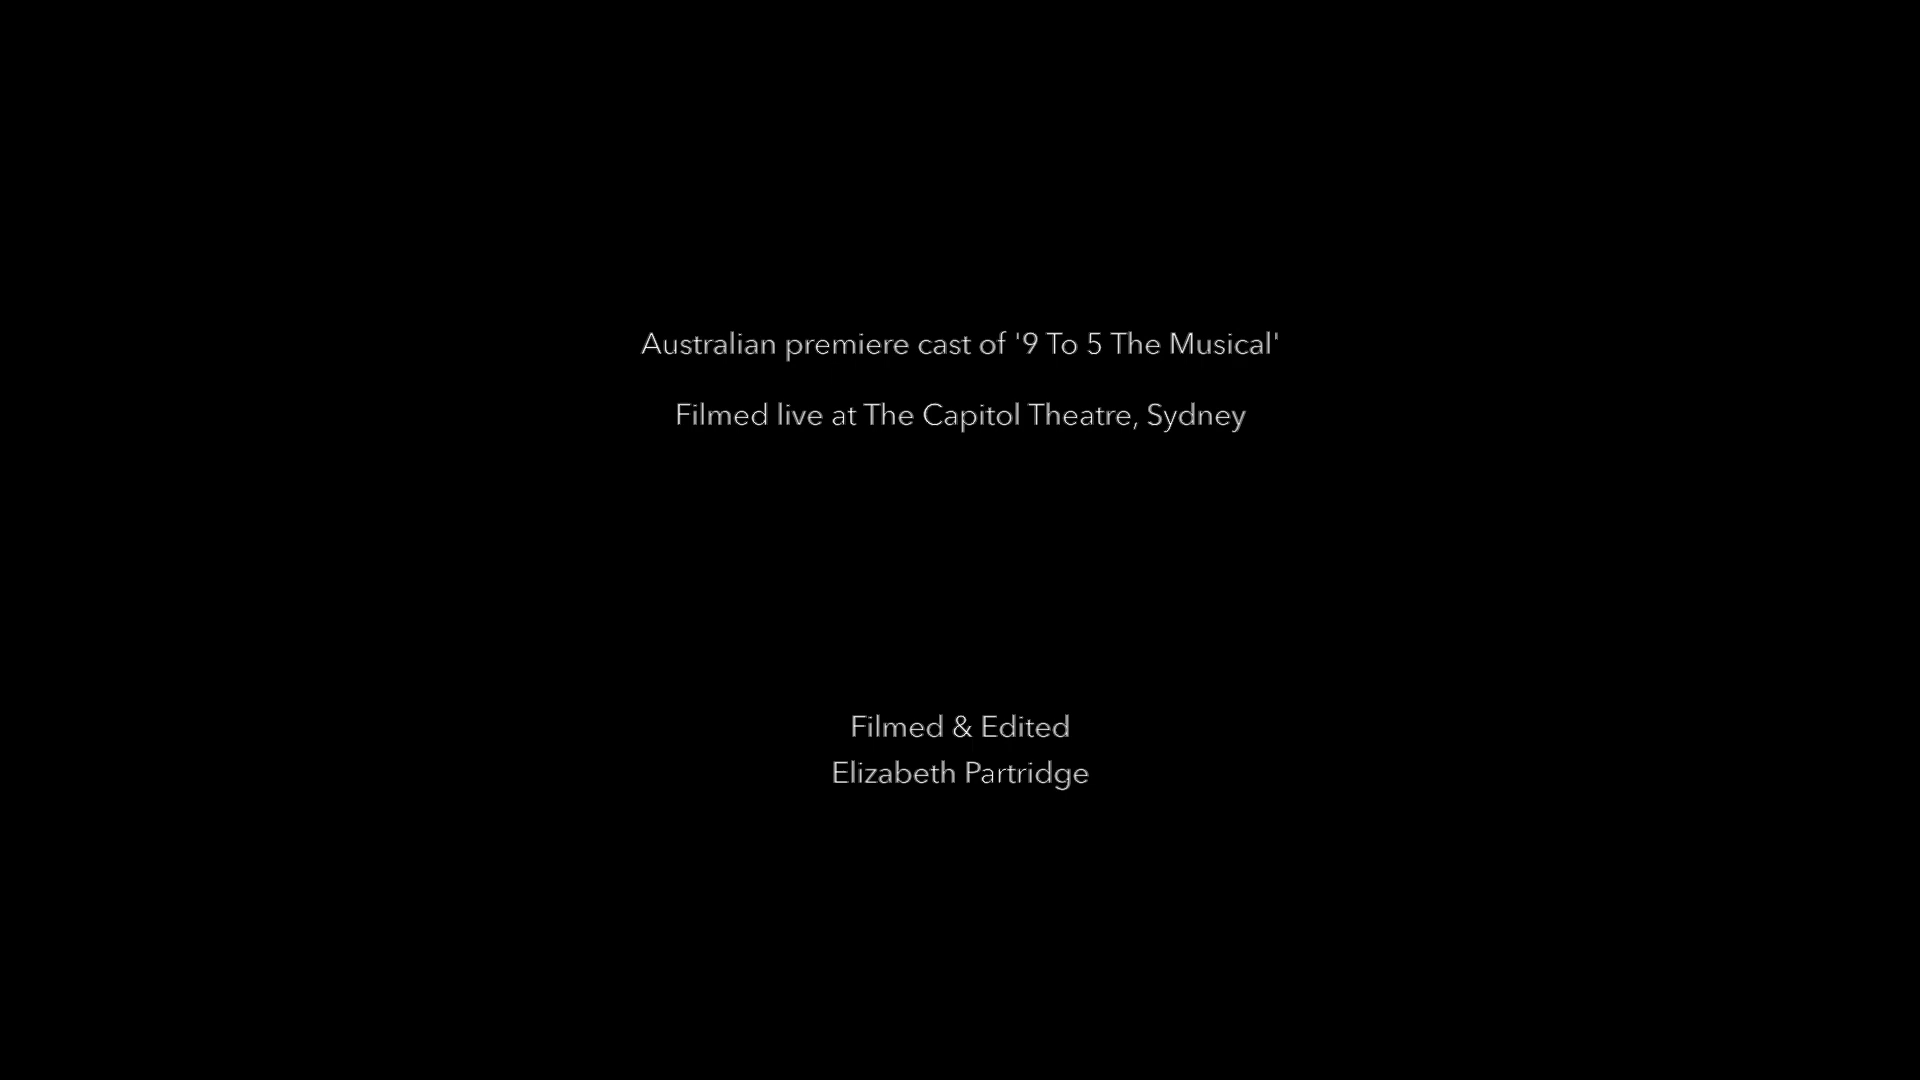 Australian premiere cast of '9 To 5 The Musical'
Filmed live at The Capitol Theatre, Sydney
Filmed & Edited
Elizabeth Partridge